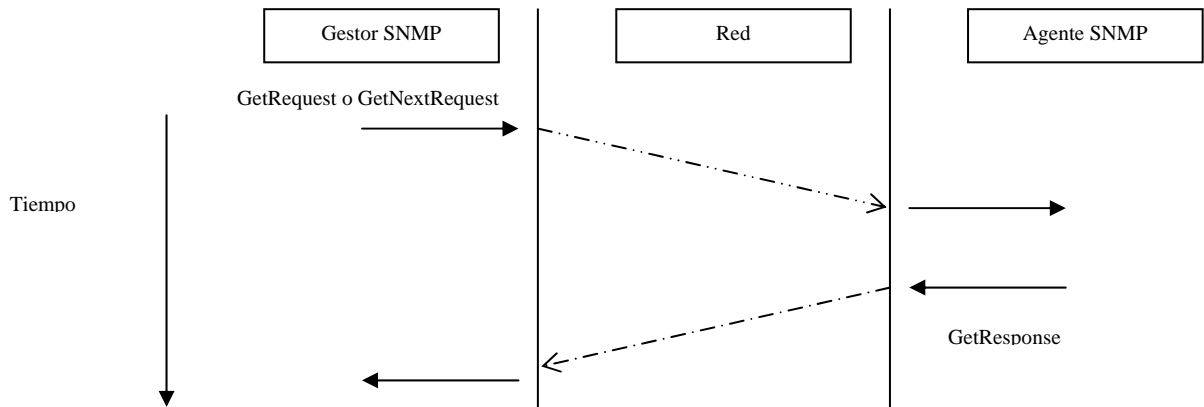 Gestor SNMP
Red
Agente SNMP
GetRequest o GetNextRequest
Tiempo
GetResponse